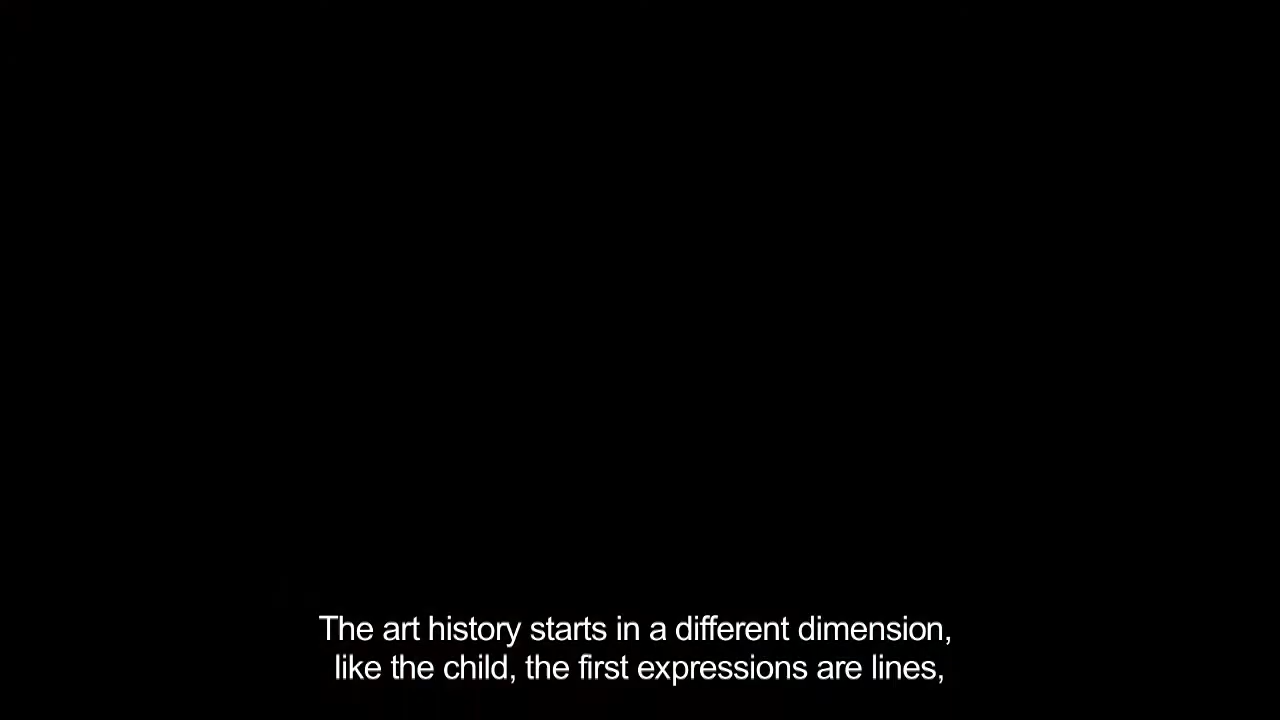 The art history starts in a different dimension,
like the child, the first expressions are lines,